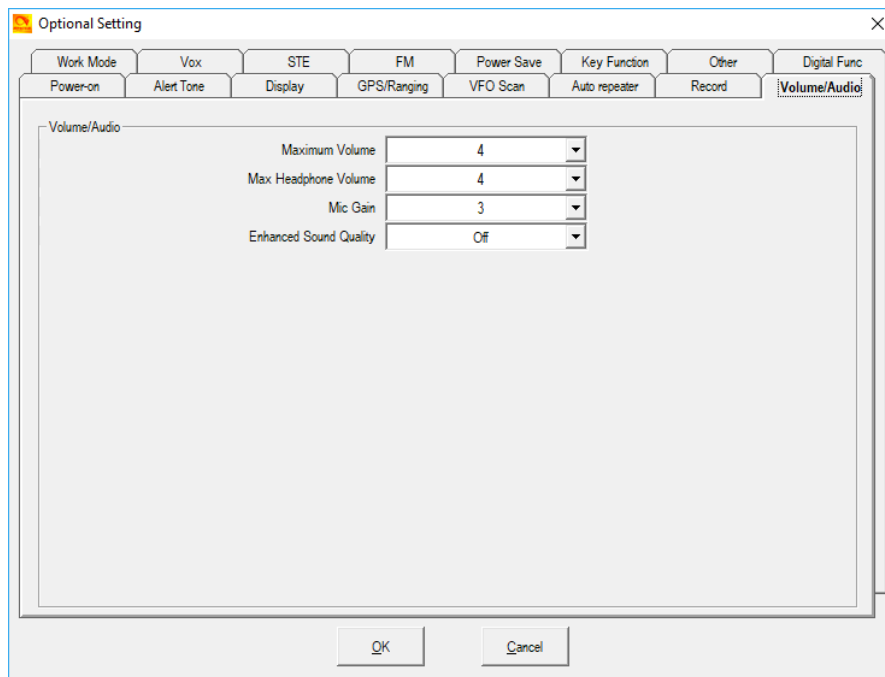 Optional Setting
Work Mode Vox STE FM Power Save Key Function Other Digital Func
Power-on Alert Tone Display GPS/Ranging VFO Scan Auto repeater Record Volume/Audio
Volume/Audio
Maximum Volume 4
Max Headphone Volume 4
Mic Gain 3
Enhanced Sound Quality Off
OK Cancel